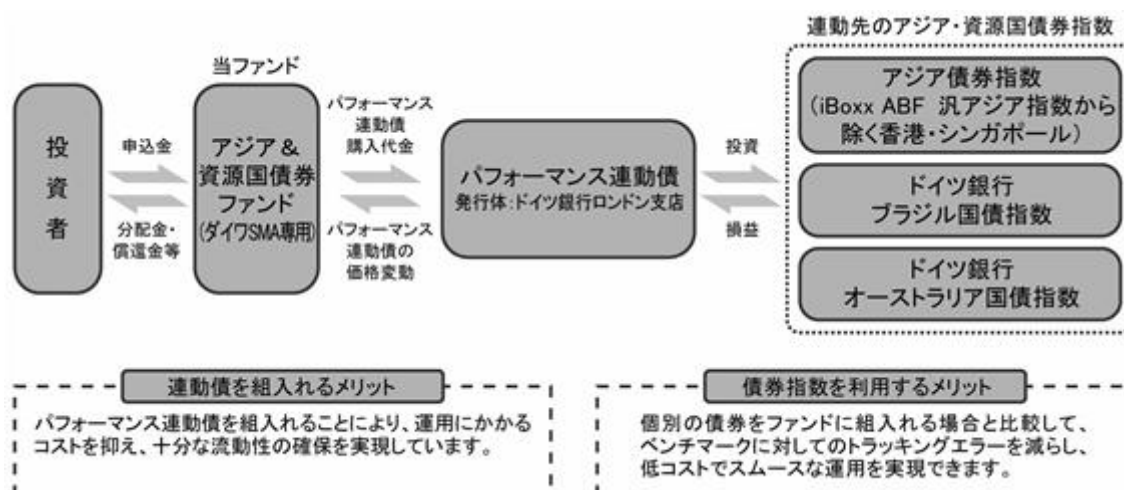 連動先のアジア・資源国債券指数
当ファンド
投
資
者
申込金
分配金・
償還金等
アジア&
資源国債券
ファンド
(ダイワSMA専用)
パフォーマンス
連動債
購入代金
パフォーマンス
連動債の
価格変動
パフォーマンス連動債
発行体:ドイツ銀行ロンドン支店
投資
損益
アジア債券指数
(iBoxx ABF 汎アジア指数から
除く香港・シンガポール)
ドイツ銀行
ブラジル国債指数
ドイツ銀行
オーストラリア国債指数
連動債を組入れるメリット
パフォーマンス連動債を組入れることにより、運用にかかる
コストを抑え、十分な流動性の確保を実現しています。
債券指数を利用するメリット
個別の債券をファンドに組入れる場合と比較して、
ベンチマークに対してのトラッキングエラーを減らし、
低コストでスムースな運用を実現できます。